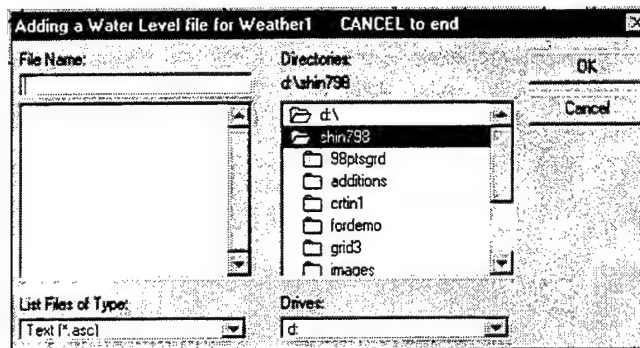 Adding a Water Level file for Weather1 CANCEL to end
File Name:
Directories:
d:\shin798
OK
Cancel
d:\
shin798
98ptsgrd
additions
crtin1
fordemo
grid3
images
List Files of Type:
Text (*.asc)
Drives:
d: